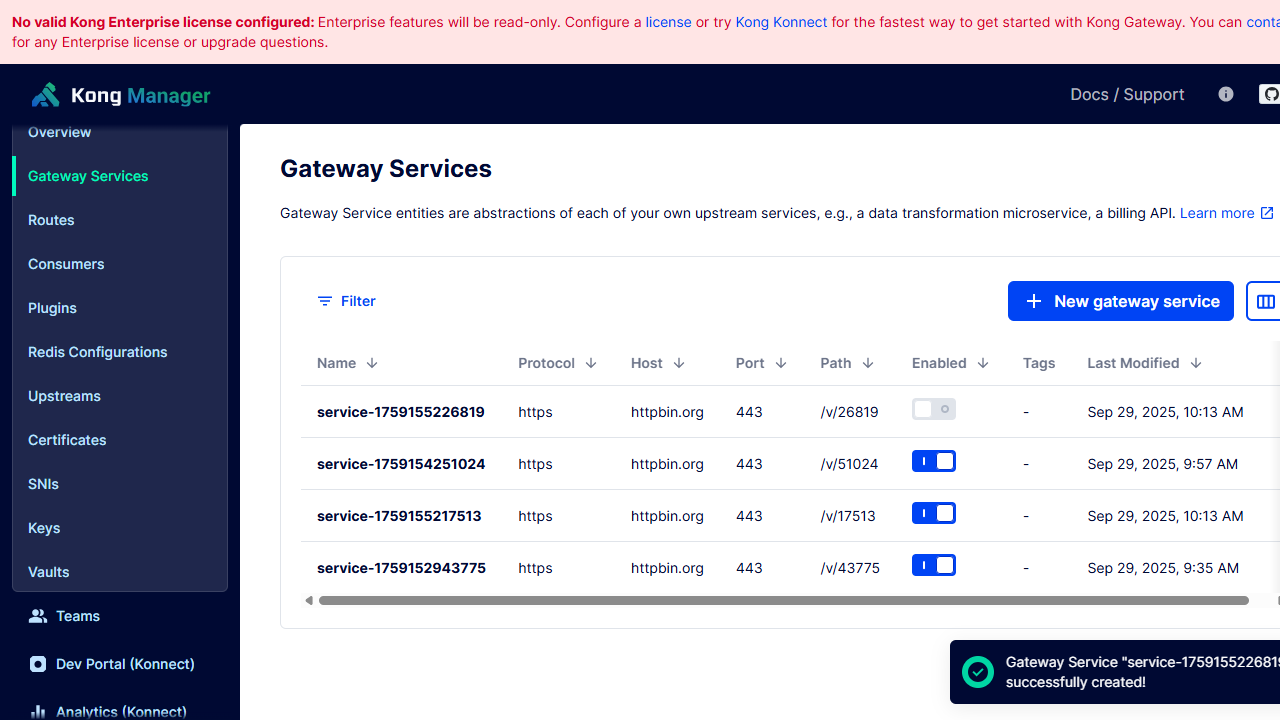 No valid Kong Enterprise license configured: Enterprise features will be read-only. Configure a license or try Kong Konnect for the fastest way to get started with Kong Gateway. You can
for any Enterprise license or upgrade questions.
Kong Manager
Docs / Support
Overview
Gateway Services
Routes
Consumers
Plugins
Redis Configurations
Upstreams
Certificates
SNIs
Keys
Vaults
Teams
Dev Portal (Konnect)
Analytics (Konnect)
Gateway Services
Gateway Service entities are abstractions of each of your own upstream services, e.g., a data transformation microservice, a billing API. Learn more
Filter
New gateway service
Name Protocol Host Port Path Enabled Tags Last Modified
service-1759155226819 https httpbin.org 443 /v/26819 - Sep 29, 2025, 10:13 AM
service-1759154251024 https httpbin.org 443 /v/51024 - Sep 29, 2025, 9:57 AM
service-1759155217513 https httpbin.org 443 /v/17513 - Sep 29, 2025, 10:13 AM
service-1759152943775 https httpbin.org 443 /v/43775 - Sep 29, 2025, 9:35 AM
Gateway Service "service-1759155226819
successfully created!